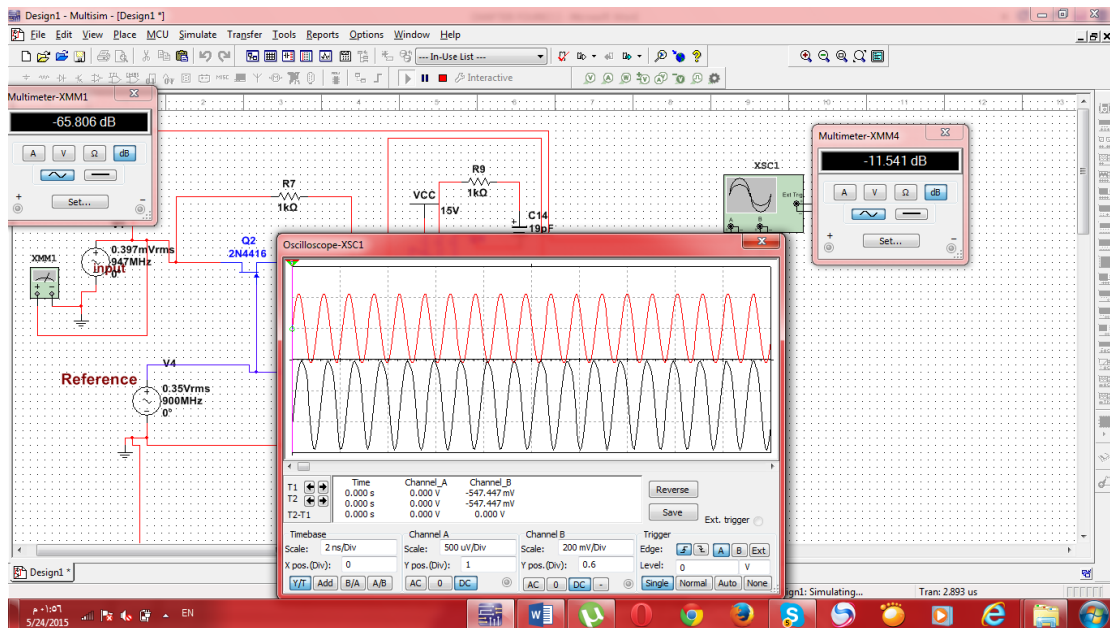 Design1 - Multisim - [Design1 *]
File Edit View Place MCU Simulate Transfer Tools Reports Options Window Help
--- In-Use List ---
Interactive
Multimeter-XMM1
-65.806 dB
A V Ω dB
Set...
Multimeter-XMM4
-11.541 dB
A V Ω dB
Set...
XSC1
Ext Trig
A B
R9
1kΩ
R7
1kΩ
VCC
15V
C14
19pF
Q2
2N4416
XMM1
0.397mVrms
947MHz
0°
input
V4
0.35Vrms
900MHz
0°
Reference
Oscilloscope-XSC1
Time Channel_A Channel_B
T1 0.000 s 0.000 V -547.447 mV
T2 0.000 s 0.000 V -547.447 mV
T2-T1 0.000 s 0.000 V 0.000 V
Reverse
Save
Ext. trigger
Timebase Channel A Channel B Trigger
Scale: 2 ns/Div Scale: 500 uV/Div Scale: 200 mV/Div Edge: A B Ext
X pos.(Div): 0 Y pos.(Div): 1 Y pos.(Div): 0.6 Level: 0 V
Y/T Add B/A A/B AC 0 DC AC 0 DC - Single Normal Auto None
Design1 *
ign1: Simulating... Tran: 2.893 us
EN
م ٠١:٥٦
5/24/2015